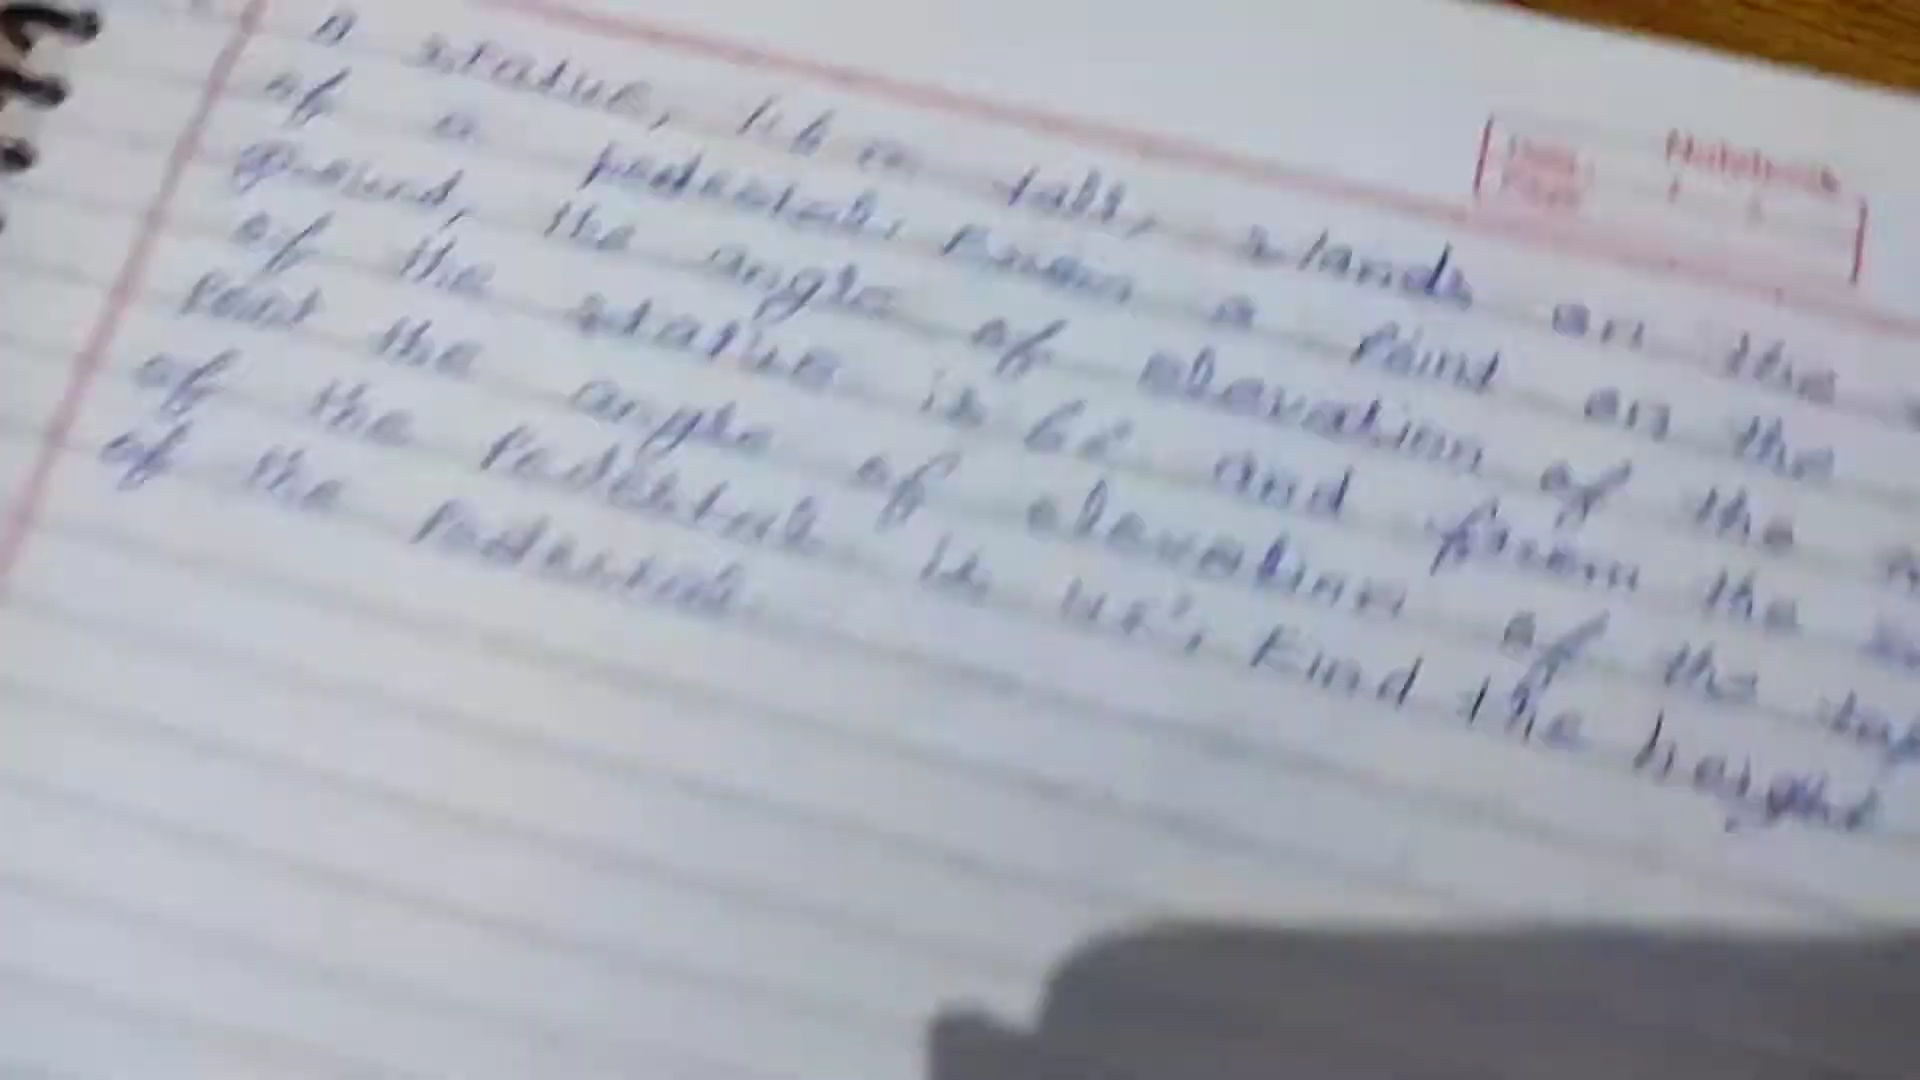 A statue, 1.6 m tall, stands on the
of a pedestal. From a point on the
ground, the angle of elevation of the
of the statue is 60° and from the
Point the angle of elevation of the top
of the Pedestal is 45°, Find the height
of the Pedestal.
Notebook